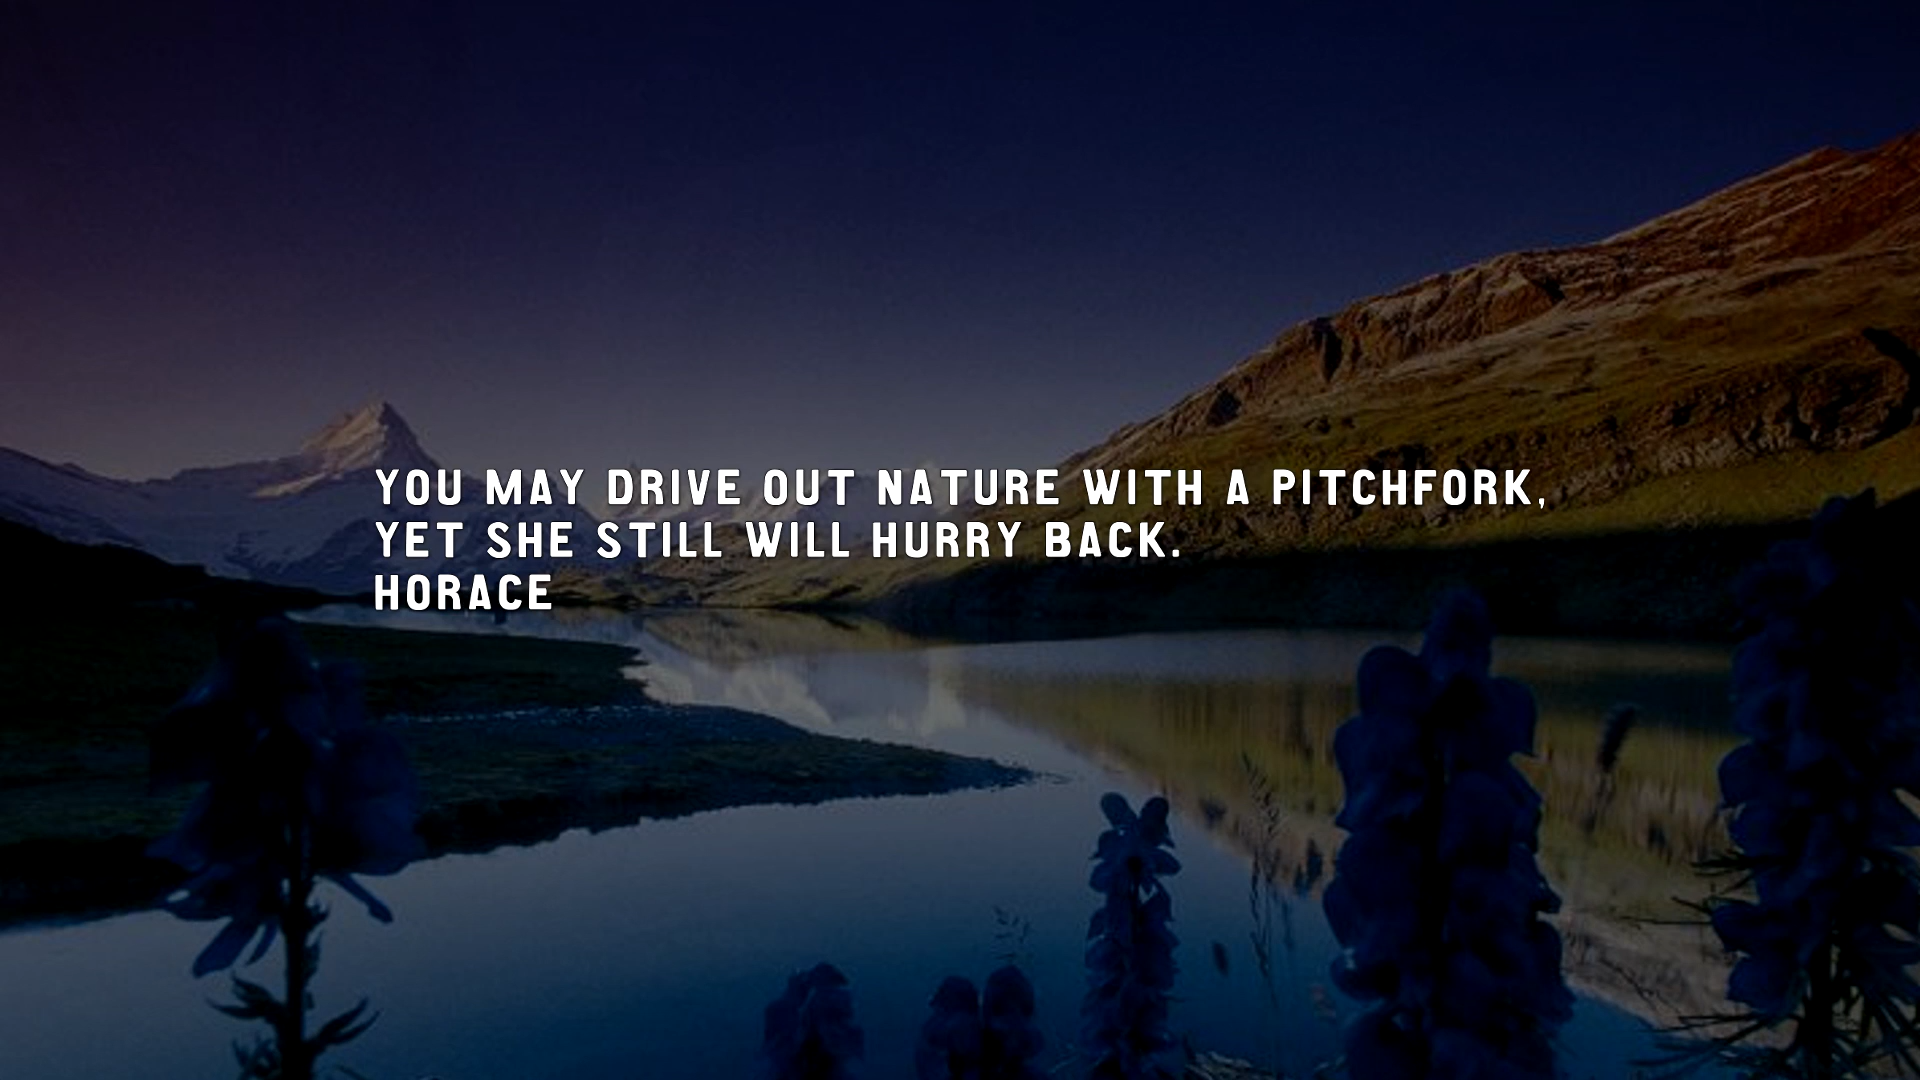 YOU MAY DRIVE OUT NATURE WITH A PITCHFORK,
YET SHE STILL WILL HURRY BACK.
HORACE